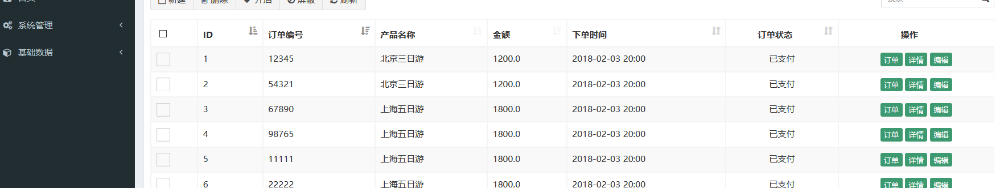 首页
新建 删除 开启 屏蔽 刷新
搜索
系统管理
基础数据
ID 订单编号 产品名称 金额 下单时间 订单状态 操作
1 12345 北京三日游 1200.0 2018-02-03 20:00 已支付 订单 详情 编辑
2 54321 北京三日游 1200.0 2018-02-03 20:00 已支付 订单 详情 编辑
3 67890 上海五日游 1800.0 2018-02-03 20:00 已支付 订单 详情 编辑
4 98765 上海五日游 1800.0 2018-02-03 20:00 已支付 订单 详情 编辑
5 11111 上海五日游 1800.0 2018-02-03 20:00 已支付 订单 详情 编辑
6 22222 上海五日游 1800.0 2018-02-03 20:00 已支付 订单 详情 编辑